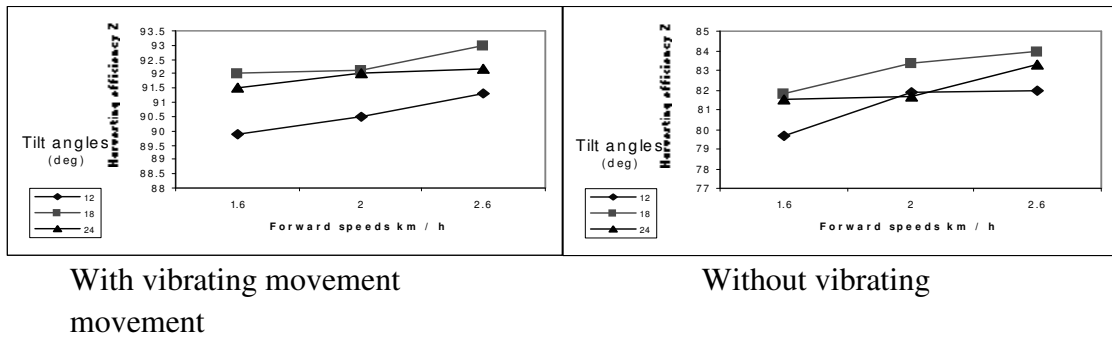 Harvesting efficiency %
93.5
93
92.5
92
91.5
91
90.5
90
89.5
89
88.5
88
1.6 2 2.6
Forward speeds km / h
Tilt angles
(deg)
12
18
24
Harvesting efficiency %
85
84
83
82
81
80
79
78
77
1.6 2 2.6
Forward speeds km / h
Tilt angles
(deg)
12
18
24
With vibrating movement
movement
Without vibrating